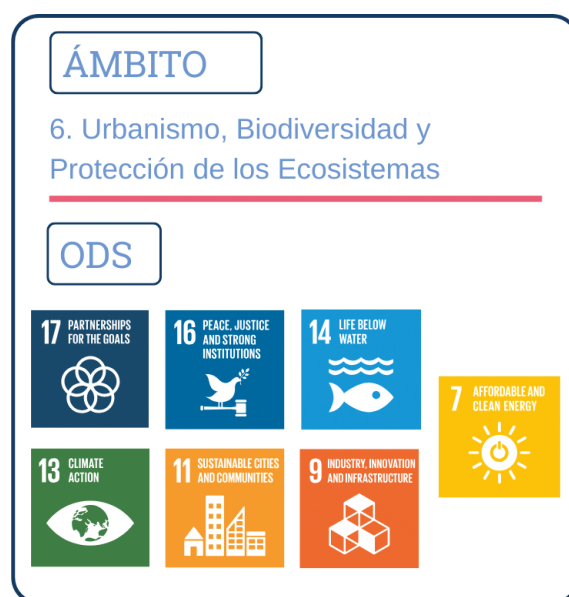 ÁMBITO
6. Urbanismo, Biodiversidad y
Protección de los Ecosistemas
ODS
17 PARTNERSHIPS
FOR THE GOALS
16 PEACE, JUSTICE
AND STRONG
INSTITUTIONS
14 LIFE BELOW
WATER
7 AFFORDABLE AND
CLEAN ENERGY
13 CLIMATE
ACTION
11 SUSTAINABLE CITIES
AND COMMUNITIES
9 INDUSTRY, INNOVATION
AND INFRASTRUCTURE